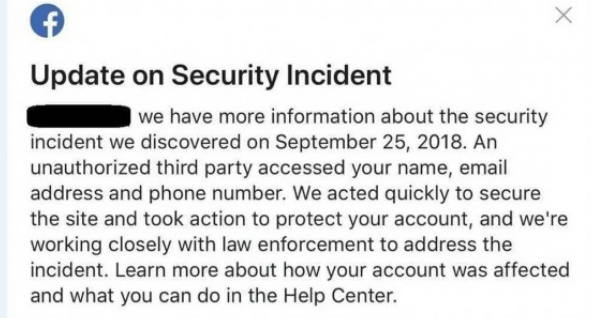 Update on Security Incident
we have more information about the security
incident we discovered on September 25, 2018. An
unauthorized third party accessed your name, email
address and phone number. We acted quickly to secure
the site and took action to protect your account, and we're
working closely with law enforcement to address the
incident. Learn more about how your account was affected
and what you can do in the Help Center.